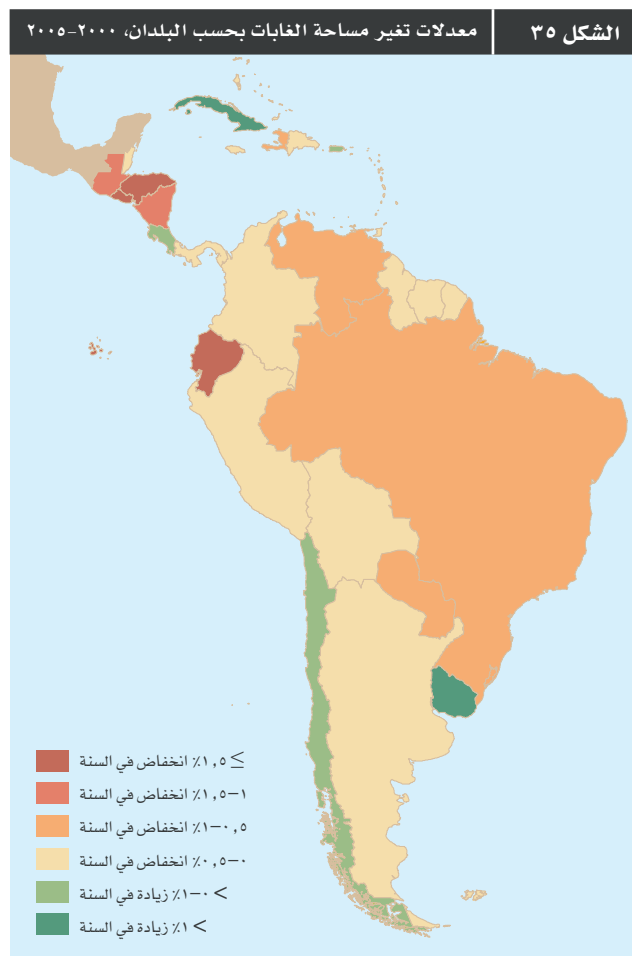 الشكل ٣٥
معدلات تغير مساحة الغابات بحسب البلدان، ٢٠٠٠-٢٠٠٥
≥ ١,٥٪ انخفاض في السنة
١-١,٥٪ انخفاض في السنة
٠,٥-١٪ انخفاض في السنة
٠-٠,٥٪ انخفاض في السنة
> ٠-١٪ زيادة في السنة
> ١٪ زيادة في السنة